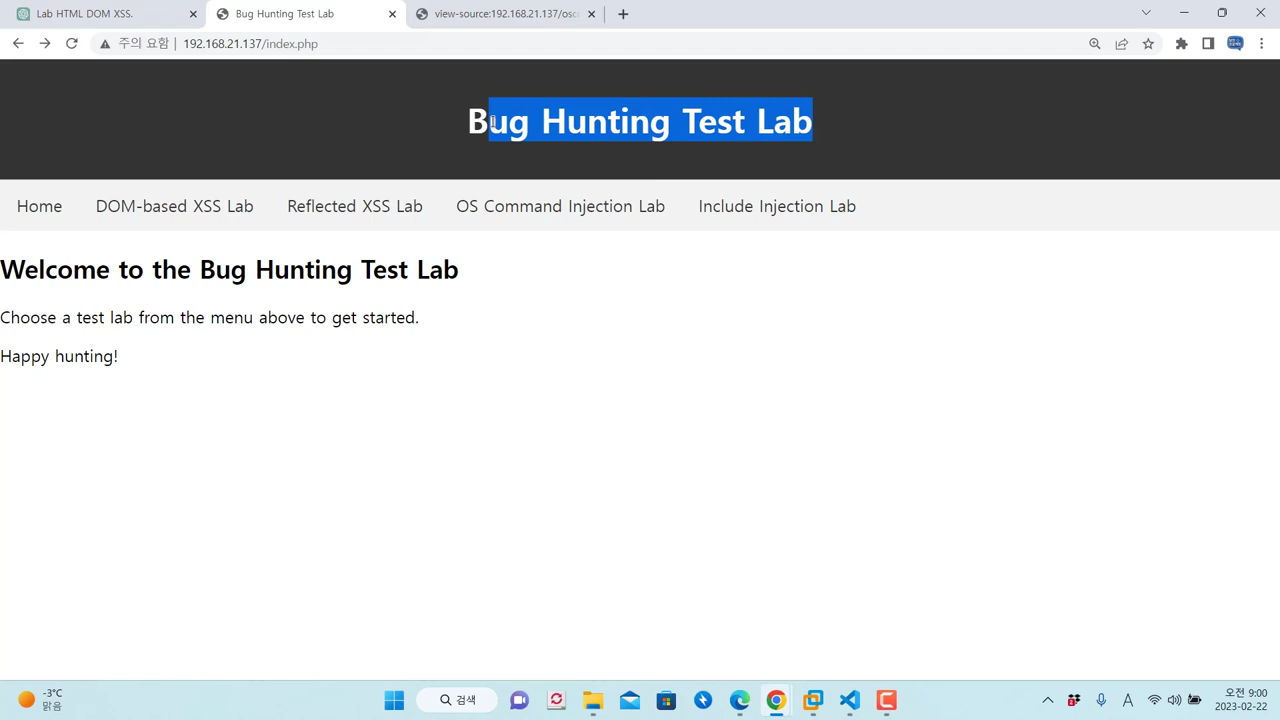 Lab HTML DOM XSS.
Bug Hunting Test Lab
view-source:192.168.21.137/osc
주의 요함 | 192.168.21.137/index.php
Bug Hunting Test Lab
Home DOM-based XSS Lab Reflected XSS Lab OS Command Injection Lab Include Injection Lab
Welcome to the Bug Hunting Test Lab
Choose a test lab from the menu above to get started.
Happy hunting!
-3°C
맑음
검색
A
오전 9:00
2023-02-22